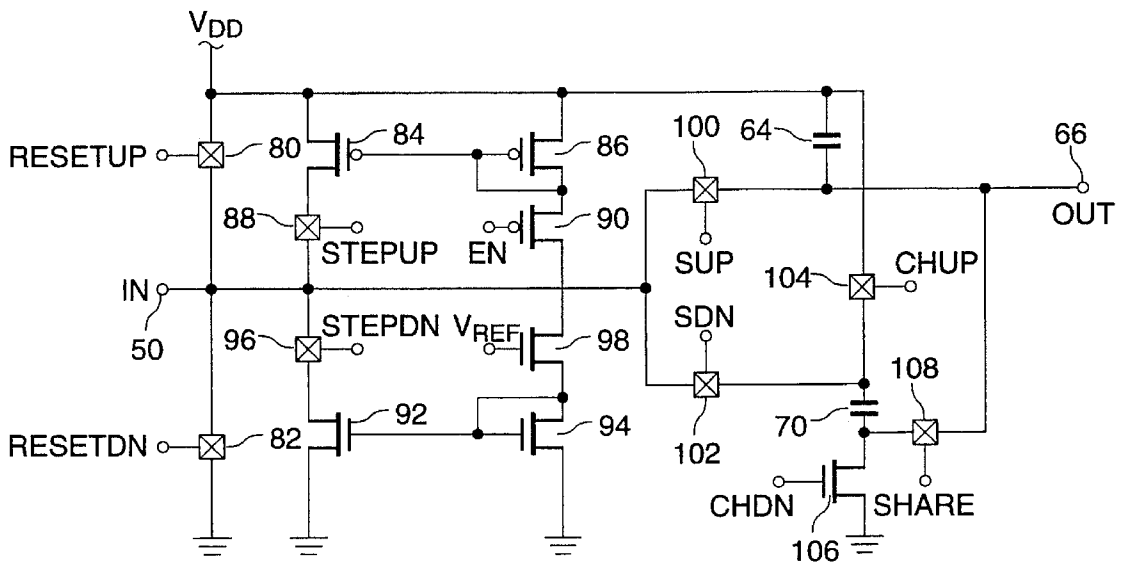 VDD
RESETUP
80
84
86
100
64
66
OUT
88
STEPUP
EN
90
SUP
104
CHUP
IN
50
96
STEPDN
VREF
98
SDN
102
108
70
RESETDN
82
92
94
CHDN
106
SHARE